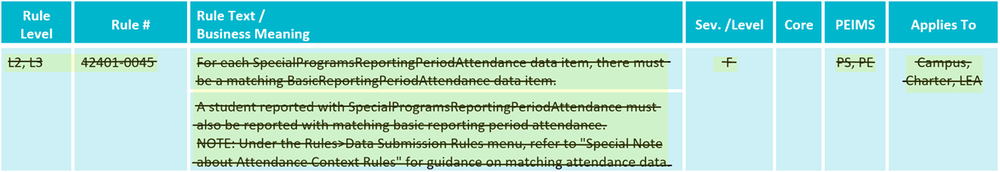 Rule Level
Rule #
Rule Text /
Business Meaning
Sev. /Level
Core
PEIMS
Applies To
L2, L3
42401-0045
For each SpecialProgramsReportingPeriodAttendance data item, there must
be a matching BasicReportingPeriodAttendance data item.
F
PS, PE
Campus,
Charter, LEA
A student reported with SpecialProgramsReportingPeriodAttendance must
also be reported with matching basic reporting period attendance.
NOTE: Under the Rules>Data Submission Rules menu, refer to "Special Note
about Attendance Context Rules" for guidance on matching attendance data.